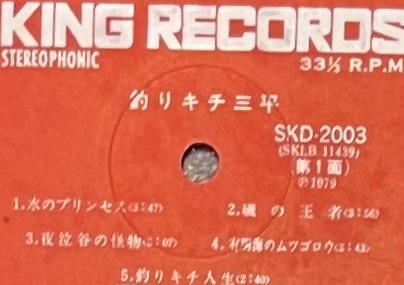 KING RECORDS
STEREOPHONIC 33⅓ R.P.M
釣りキチ三平
SKD-2003
(SKLB 11439)
(第1面)
℗1979
1.水のプリンセス(3:47) 2.磯の王者(3:56)
3.夜泣谷の怪物(2:07) 4.有明海のムツゴロウ(2:43)
5.釣りキチ人生(2:40)